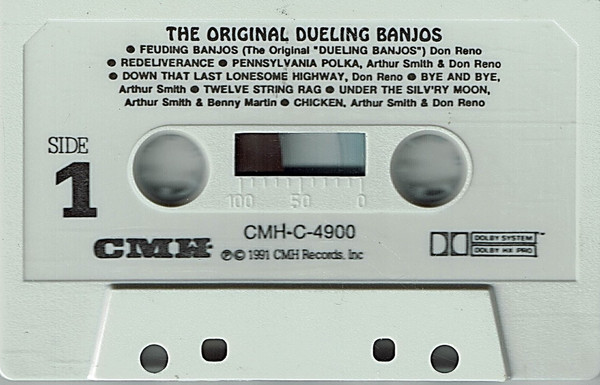 THE ORIGINAL DUELING BANJOS
● FEUDING BANJOS (The Original "DUELING BANJOS") Don Reno
● REDELIVERANCE ● PENNSYLVANIA POLKA, Arthur Smith & Don Reno
● DOWN THAT LAST LONESOME HIGHWAY, Don Reno ● BYE AND BYE,
Arthur Smith ● TWELVE STRING RAG ● UNDER THE SILV'RY MOON,
Arthur Smith & Benny Martin ● CHICKEN, Arthur Smith & Don Reno
SIDE
1
100 50 0
CMH-C-4900
CMH
℗© 1991 CMH Records, Inc
DOLBY SYSTEM
DOLBY HX PRO